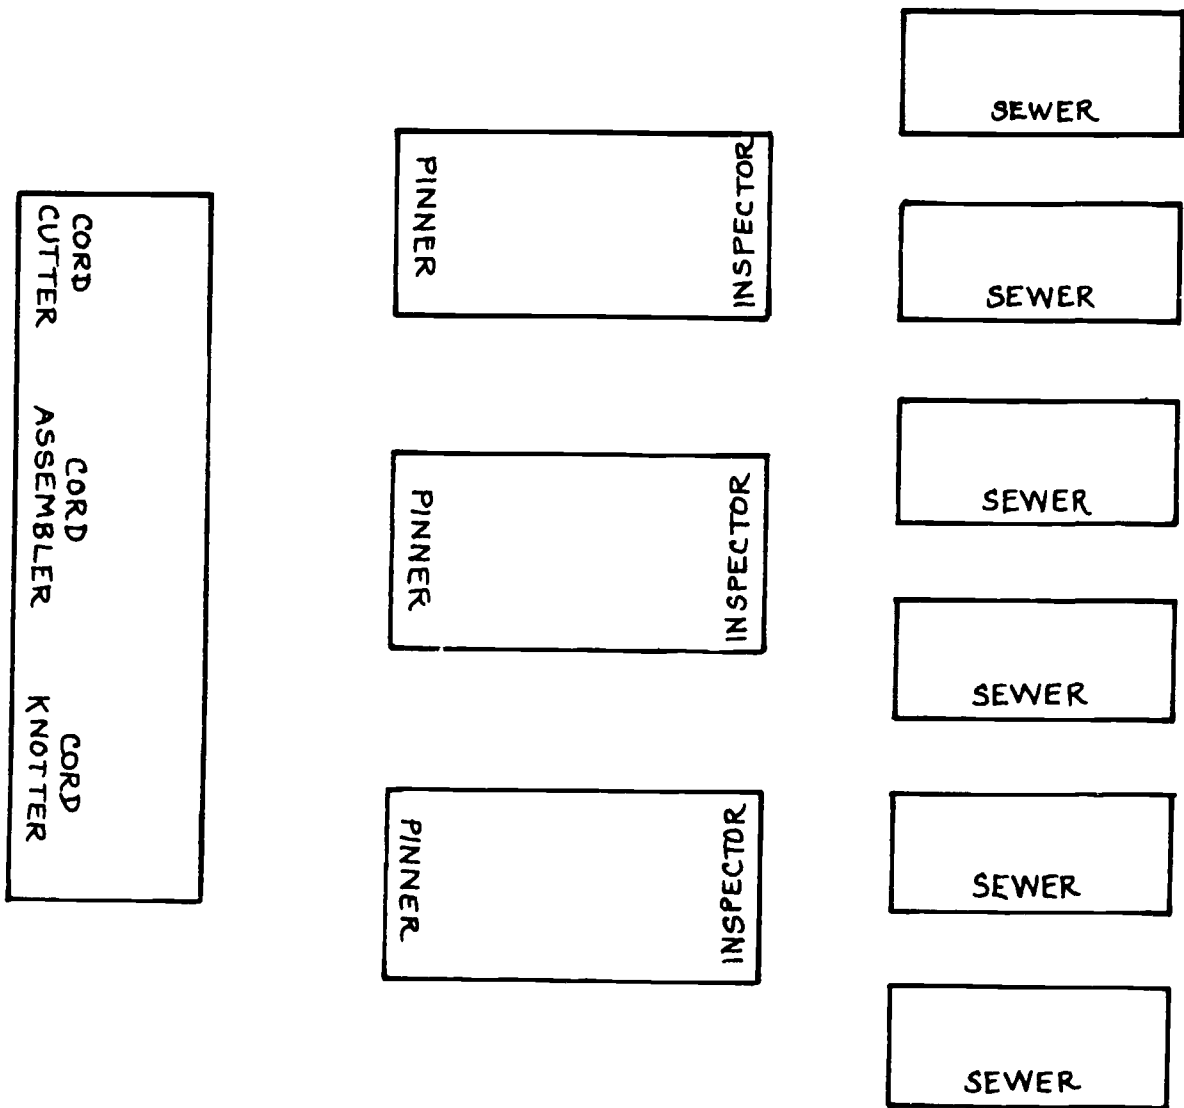 CORD
CUTTER
CORD
ASSEMBLER
CORD
KNOTTER
PINNER
INSPECTOR
PINNER
INSPECTOR
PINNER
INSPECTOR
SEWER
SEWER
SEWER
SEWER
SEWER
SEWER